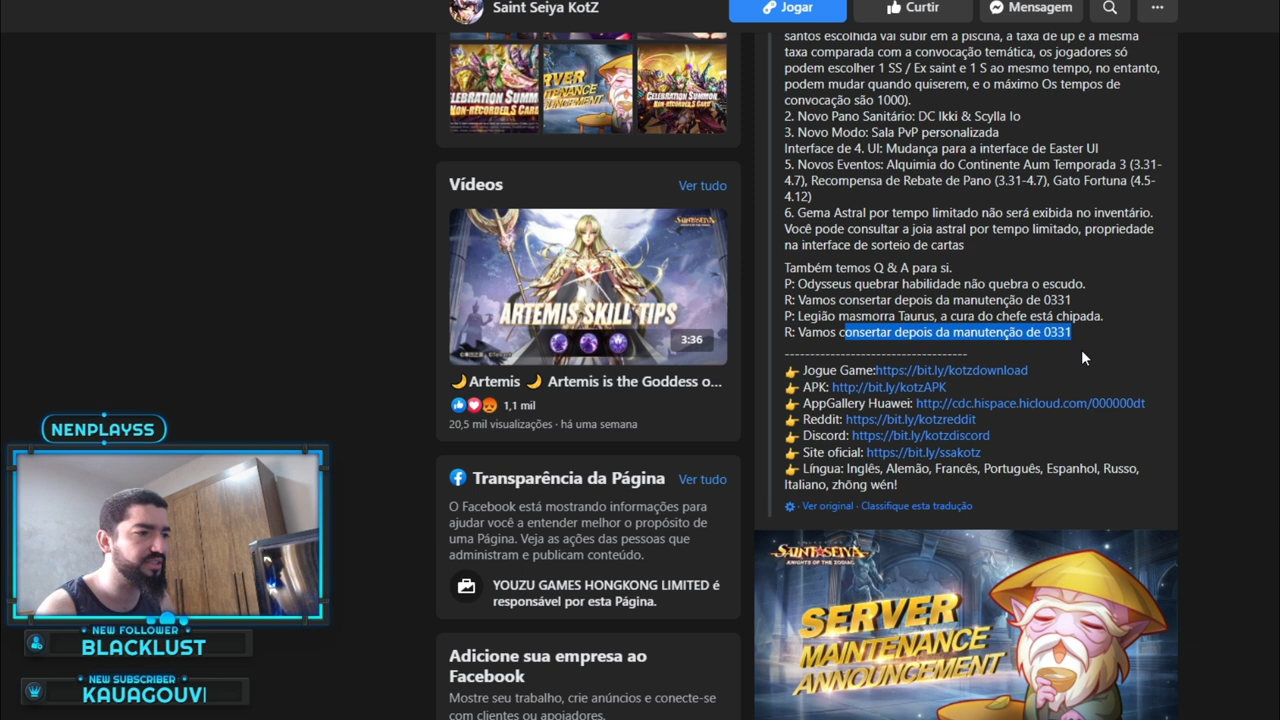 Saint Seiya KotZ
Jogar
Curtir
Mensagem
CELEBRATION SUMMON
NON-RECORDED S CARD
SERVER
MAINTENANCE
ANNOUNCEMENT
CELEBRATION SUMMON
NON-RECORDED S CARD
Vídeos
Ver tudo
SAINT SEIYA
ARTEMIS SKILL TIPS
3:36
🌙Artemis 🌙 Artemis is the Goddess o...
1,1 mil
20,5 mil visualizações · há uma semana
Transparência da Página
Ver tudo
O Facebook está mostrando informações para
ajudar você a entender melhor o propósito de
uma Página. Veja as ações das pessoas que
administram e publicam conteúdo.
YOUZU GAMES HONGKONG LIMITED é
responsável por esta Página.
Adicione sua empresa ao
Facebook
Mostre seu trabalho, crie anúncios e conecte-se
com clientes ou apoiadores.
santos escolhida vai subir em a piscina, a taxa de up é a mesma
taxa comparada com a convocação temática, os jogadores só
podem escolher 1 SS / Ex saint e 1 S ao mesmo tempo, no entanto,
podem mudar quando quiserem, e o máximo Os tempos de
convocação são 1000).
2. Novo Pano Sanitário: DC Ikki & Scylla Io
3. Novo Modo: Sala PvP personalizada
Interface de 4. UI: Mudança para a interface de Easter UI
5. Novos Eventos: Alquimia do Continente Aum Temporada 3 (3.31-
4.7), Recompensa de Rebate de Pano (3.31-4.7), Gato Fortuna (4.5-
4.12)
6. Gema Astral por tempo limitado não será exibida no inventário.
Você pode consultar a joia astral por tempo limitado, propriedade
na interface de sorteio de cartas
Também temos Q & A para si.
P: Odysseus quebrar habilidade não quebra o escudo.
R: Vamos consertar depois da manutenção de 0331
P: Legião masmorra Taurus, a cura do chefe está chipada.
R: Vamos consertar depois da manutenção de 0331
-----------------------------------
👉 Jogue Game:https://bit.ly/kotzdownload
👉 APK: http://bit.ly/kotzAPK
👉 AppGallery Huawei: http://cdc.hispace.hicloud.com/000000dt
👉 Reddit: https://bit.ly/kotzreddit
👉 Discord: https://bit.ly/kotzdiscord
👉 Site oficial: https://bit.ly/ssakotz
👉 Língua: Inglês, Alemão, Francês, Português, Espanhol, Russo,
Italiano, zhōng wén!
· Ver original · Classifique esta tradução
SAINT SEIYA
KNIGHTS OF THE ZODIAC
SERVER
MAINTENANCE
ANNOUNCEMENT
NENPLAYSS
NEW FOLLOWER
BLACKLUST
NEW SUBSCRIBER
KAUAGOUVI